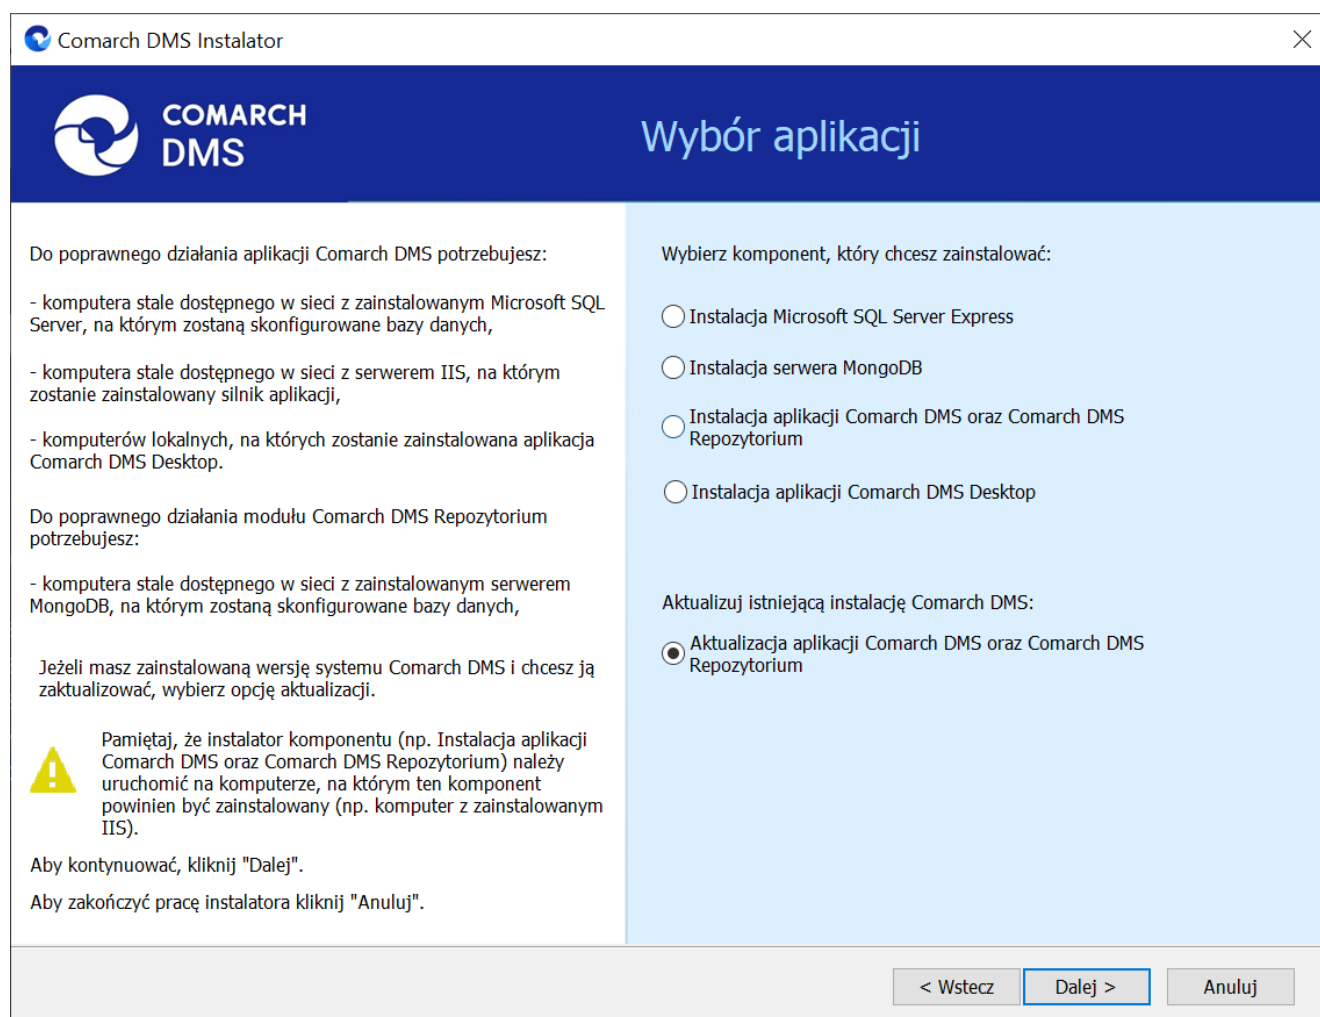 Comarch DMS Instalator
COMARCH
DMS
Wybór aplikacji
Do poprawnego działania aplikacji Comarch DMS potrzebujesz:
- komputera stale dostępnego w sieci z zainstalowanym Microsoft SQL
Server, na którym zostaną skonfigurowane bazy danych,
- komputera stale dostępnego w sieci z serwerem IIS, na którym
zostanie zainstalowany silnik aplikacji,
- komputerów lokalnych, na których zostanie zainstalowana aplikacja
Comarch DMS Desktop.
Do poprawnego działania modułu Comarch DMS Repozytorium
potrzebujesz:
- komputera stale dostępnego w sieci z zainstalowanym serwerem
MongoDB, na którym zostaną skonfigurowane bazy danych,
Jeżeli masz zainstalowaną wersję systemu Comarch DMS i chcesz ją
zaktualizować, wybierz opcję aktualizacji.
Pamiętaj, że instalator komponentu (np. Instalacja aplikacji
Comarch DMS oraz Comarch DMS Repozytorium) należy
uruchomić na komputerze, na którym ten komponent
powinien być zainstalowany (np. komputer z zainstalowanym
IIS).
Aby kontynuować, kliknij "Dalej".
Aby zakończyć pracę instalatora kliknij "Anuluj".
Wybierz komponent, który chcesz zainstalować:
Instalacja Microsoft SQL Server Express
Instalacja serwera MongoDB
Instalacja aplikacji Comarch DMS oraz Comarch DMS
Repozytorium
Instalacja aplikacji Comarch DMS Desktop
Aktualizuj istniejącą instalację Comarch DMS:
Aktualizacja aplikacji Comarch DMS oraz Comarch DMS
Repozytorium
< Wstecz
Dalej >
Anuluj